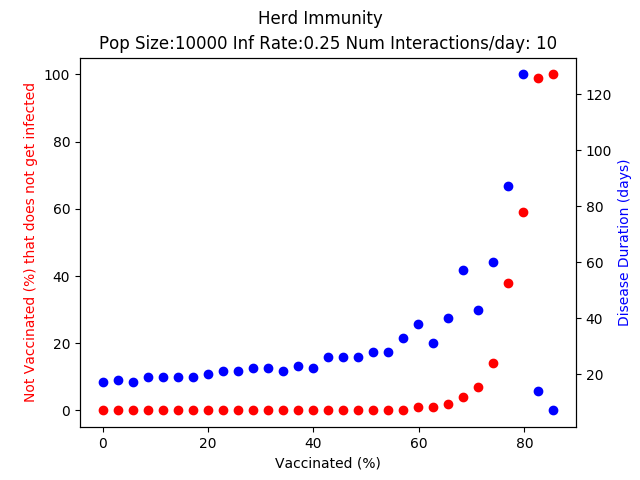 Herd Immunity
Pop Size:10000 Inf Rate:0.25 Num Interactions/day: 10
Not Vaccinated (%) that does not get infected
100
80
60
40
20
0
0 20 40 60 80
Vaccinated (%)
120
100
80
60
40
20
Disease Duration (days)